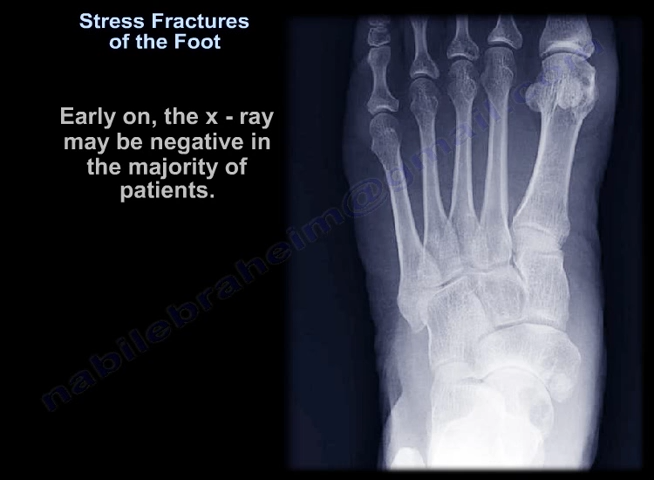 Stress Fractures
of the Foot
Early on, the x - ray
may be negative in
the majority of
patients.
nabilebraheim@gmail.com